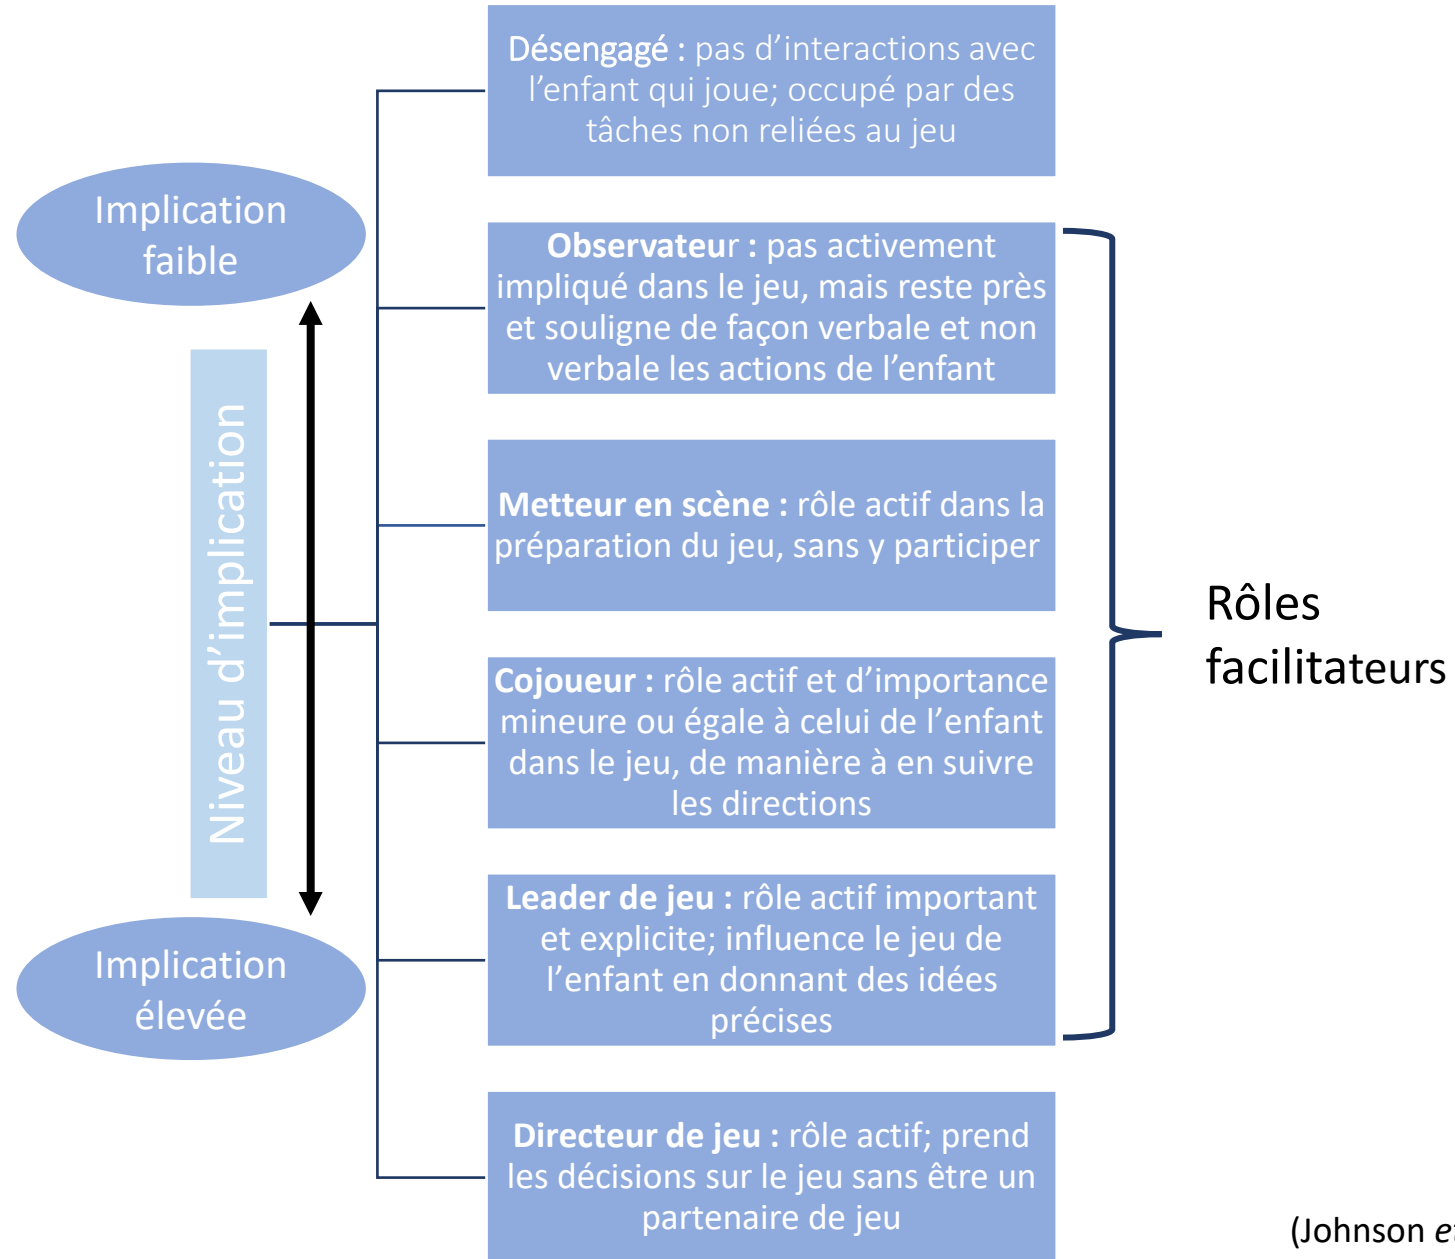 Désengagé : pas d’interactions avec
l’enfant qui joue; occupé par des
tâches non reliées au jeu
Implication
faible
Observateur : pas activement
impliqué dans le jeu, mais reste près
et souligne de façon verbale et non
verbale les actions de l’enfant
Niveau d’implication
Metteur en scène : rôle actif dans la
préparation du jeu, sans y participer
Rôles
facilitateurs
Cojoueur : rôle actif et d’importance
mineure ou égale à celui de l’enfant
dans le jeu, de manière à en suivre
les directions
Leader de jeu : rôle actif important
et explicite; influence le jeu de
l’enfant en donnant des idées
précises
Implication
élevée
Directeur de jeu : rôle actif; prend
les décisions sur le jeu sans être un
partenaire de jeu
(Johnson